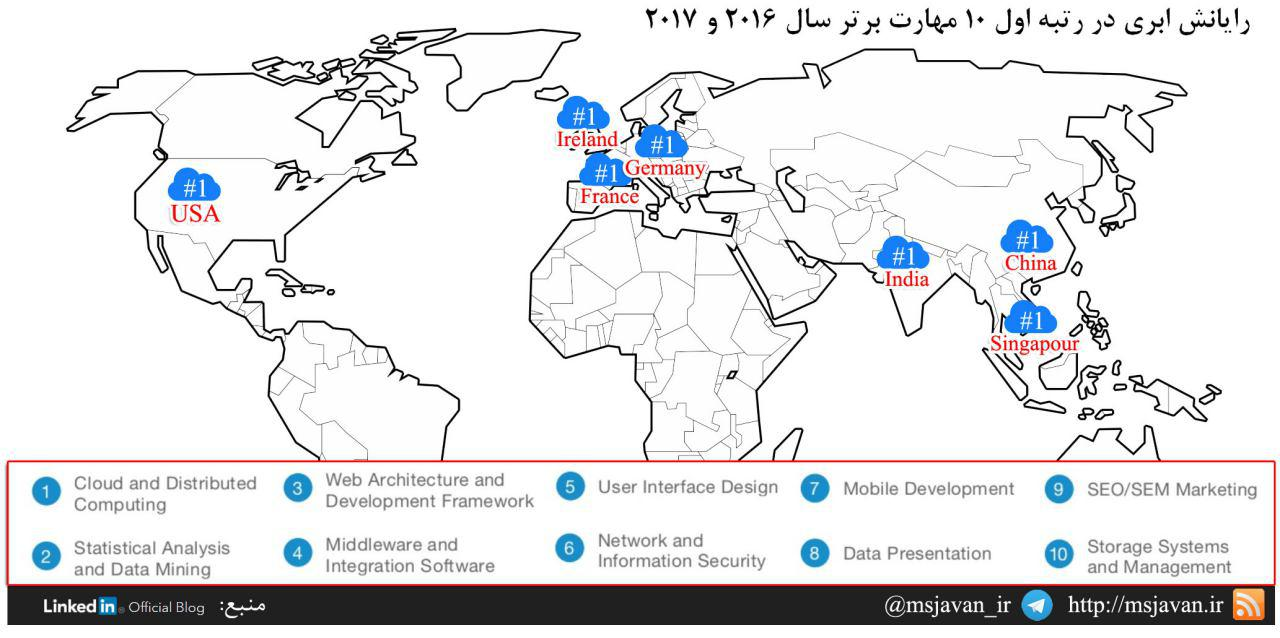 رایانش ابری در رتبه اول ۱۰ مهارت برتر سال ۲۰۱۶ و ۲۰۱۷
#1
Ireland
#1
Germany
#1
France
#1
USA
#1
India
#1
China
#1
Singapour
1 Cloud and Distributed
Computing
2 Statistical Analysis
and Data Mining
3 Web Architecture and
Development Framework
4 Middleware and
Integration Software
5 User Interface Design
6 Network and
Information Security
7 Mobile Development
8 Data Presentation
9 SEO/SEM Marketing
10 Storage Systems
and Management
منبع: Linked in Official Blog
@msjavan_ir http://msjavan.ir